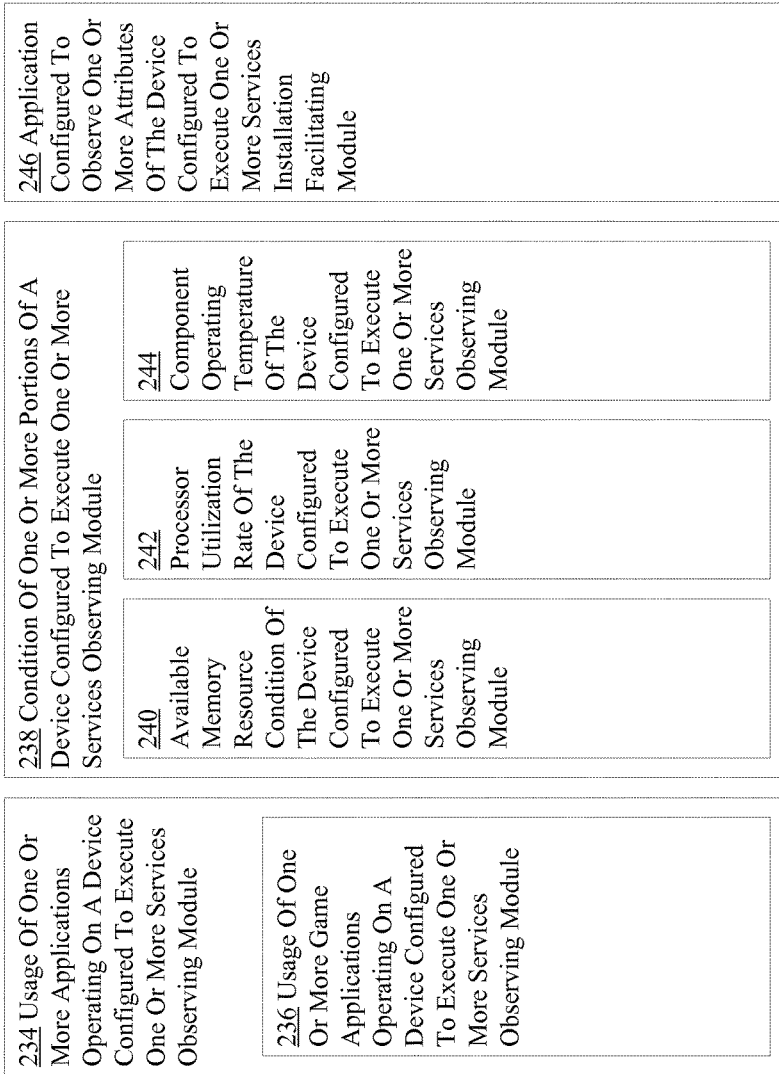 234 Usage Of One Or
More Applications
Operating On A Device
Configured To Execute
One Or More Services
Observing Module
236 Usage Of One
Or More Game
Applications
Operating On A
Device Configured
To Execute One Or
More Services
Observing Module
238 Condition Of One Or More Portions Of A
Device Configured To Execute One Or More
Services Observing Module
240
Available
Memory
Resource
Condition Of
The Device
Configured
To Execute
One Or More
Services
Observing
Module
242
Processor
Utilization
Rate Of The
Device
Configured
To Execute
One Or More
Services
Observing
Module
244
Component
Operating
Temperature
Of The
Device
Configured
To Execute
One Or More
Services
Observing
Module
246 Application
Configured To
Observe One Or
More Attributes
Of The Device
Configured To
Execute One Or
More Services
Installation
Facilitating
Module